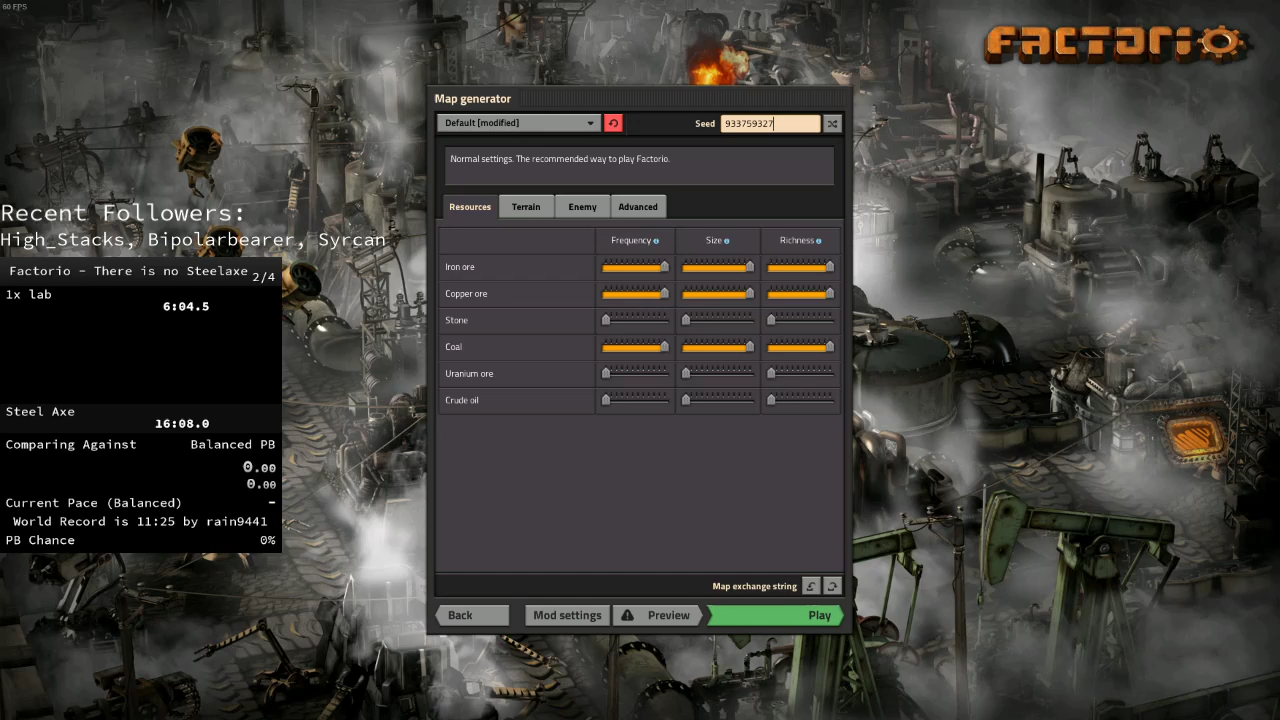 60 FPS
FACTORIO
Map generator
Default [modified]
Seed
933759327
Normal settings. The recommended way to play Factorio.
Resources
Terrain
Enemy
Advanced
Frequency
Size
Richness
Iron ore
Copper ore
Stone
Coal
Uranium ore
Crude oil
Map exchange string
Back
Mod settings
Preview
Play
Recent Followers:
High_Stacks, Bipolarbearer, Syrcan
Factorio - There is no Steelaxe 2/4
1x lab
6:04.5
Steel Axe
16:08.0
Comparing Against Balanced PB
0.00
0.00
Current Pace (Balanced) -
World Record is 11:25 by rain9441
PB Chance 0%